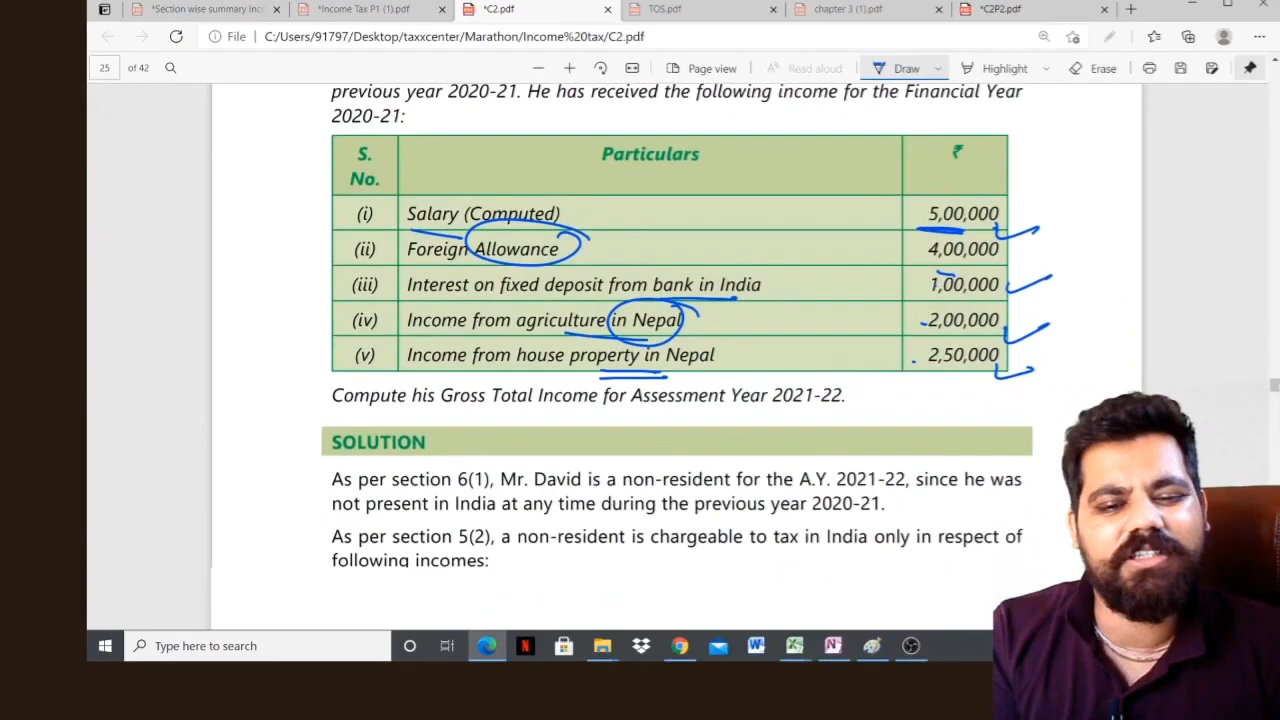 *Section wise summary Inco
*Income Tax P1 (1).pdf
*C2.pdf
TOS.pdf
chapter 3 (1).pdf
*C2P2.pdf
File C:/Users/91797/Desktop/taxxcenter/Marathon/Income%20tax/C2.pdf
25 of 42 Page view Read aloud Draw Highlight Erase
previous year 2020-21. He has received the following income for the Financial Year
2020-21:
S. No. Particulars ₹
(i) Salary (Computed) 5,00,000
(ii) Foreign Allowance 4,00,000
(iii) Interest on fixed deposit from bank in India 1,00,000
(iv) Income from agriculture in Nepal 2,00,000
(v) Income from house property in Nepal 2,50,000
Compute his Gross Total Income for Assessment Year 2021-22.
SOLUTION
As per section 6(1), Mr. David is a non-resident for the A.Y. 2021-22, since he was
not present in India at any time during the previous year 2020-21.
As per section 5(2), a non-resident is chargeable to tax in India only in respect of
following incomes:
Type here to search